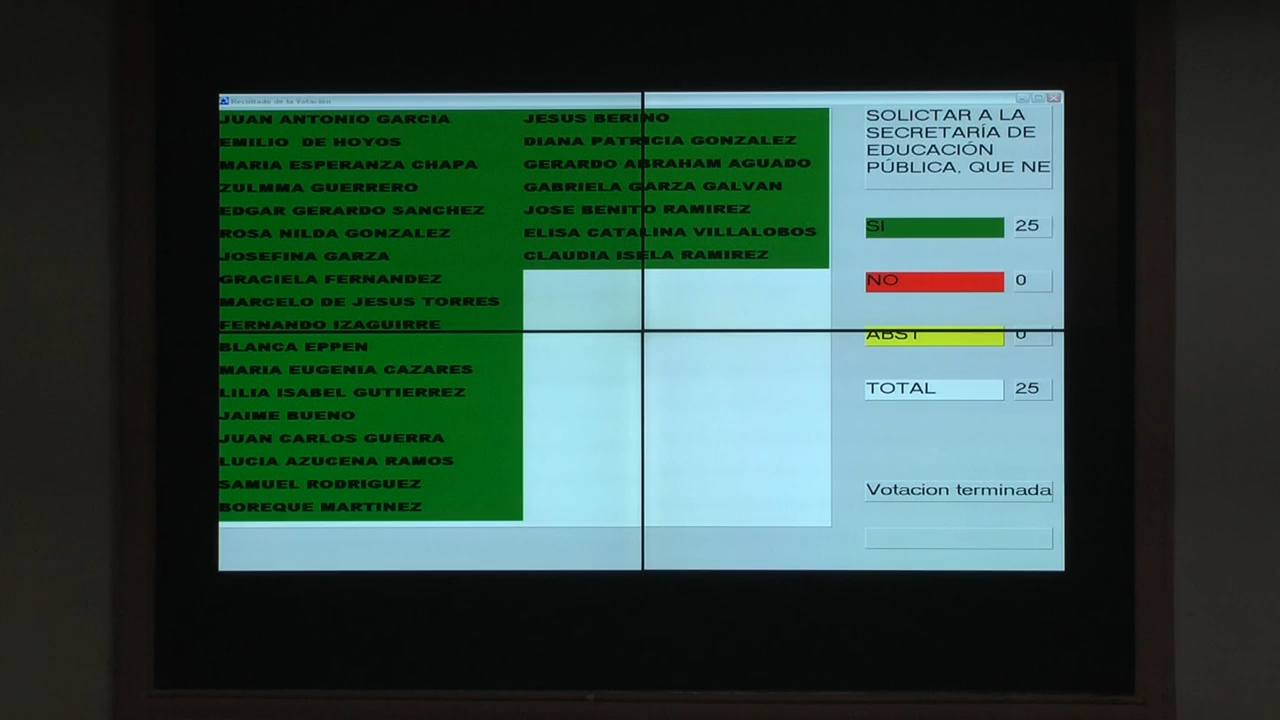 Resultado de la Votacion
JUAN ANTONIO GARCIA
EMILIO DE HOYOS
MARIA ESPERANZA CHAPA
ZULMMA GUERRERO
EDGAR GERARDO SANCHEZ
ROSA NILDA GONZALEZ
JOSEFINA GARZA
GRACIELA FERNANDEZ
MARCELO DE JESUS TORRES
FERNANDO IZAGUIRRE
BLANCA EPPEN
MARIA EUGENIA CAZARES
LILIA ISABEL GUTIERREZ
JAIME BUENO
JUAN CARLOS GUERRA
LUCIA AZUCENA RAMOS
SAMUEL RODRIGUEZ
BOREQUE MARTINEZ
JESUS BERINO
DIANA PATRICIA GONZALEZ
GERARDO ABRAHAM AGUADO
GABRIELA GARZA GALVAN
JOSE BENITO RAMIREZ
ELISA CATALINA VILLALOBOS
CLAUDIA ISELA RAMIREZ
SOLICTAR A LA
SECRETARÍA DE
EDUCACIÓN
PÚBLICA, QUE NE
SI 25
NO 0
ABST 0
TOTAL 25
Votacion terminada